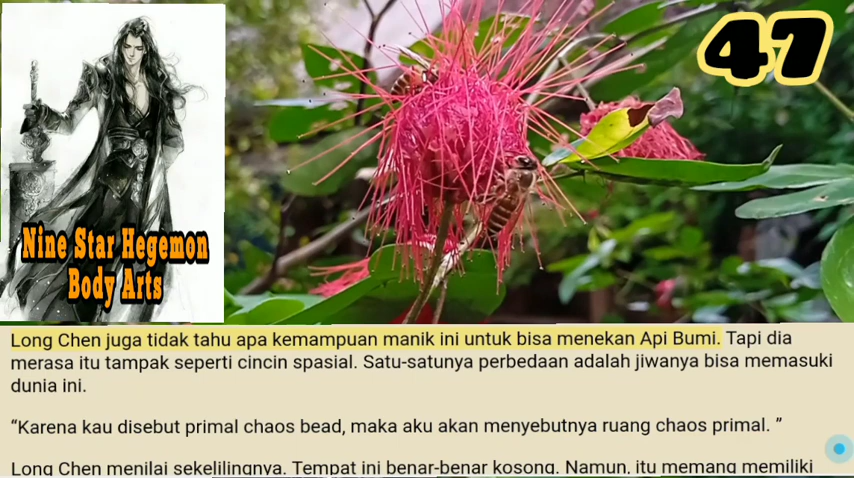 47
Nine Star Hegemon
Body Arts
Long Chen juga tidak tahu apa kemampuan manik ini untuk bisa menekan Api Bumi. Tapi dia
merasa itu tampak seperti cincin spasial. Satu-satunya perbedaan adalah jiwanya bisa memasuki
dunia ini.
“Karena kau disebut primal chaos bead, maka aku akan menyebutnya ruang chaos primal. ”
Long Chen menilai sekelilingnya. Tempat ini benar-benar kosong. Namun, itu memang memiliki